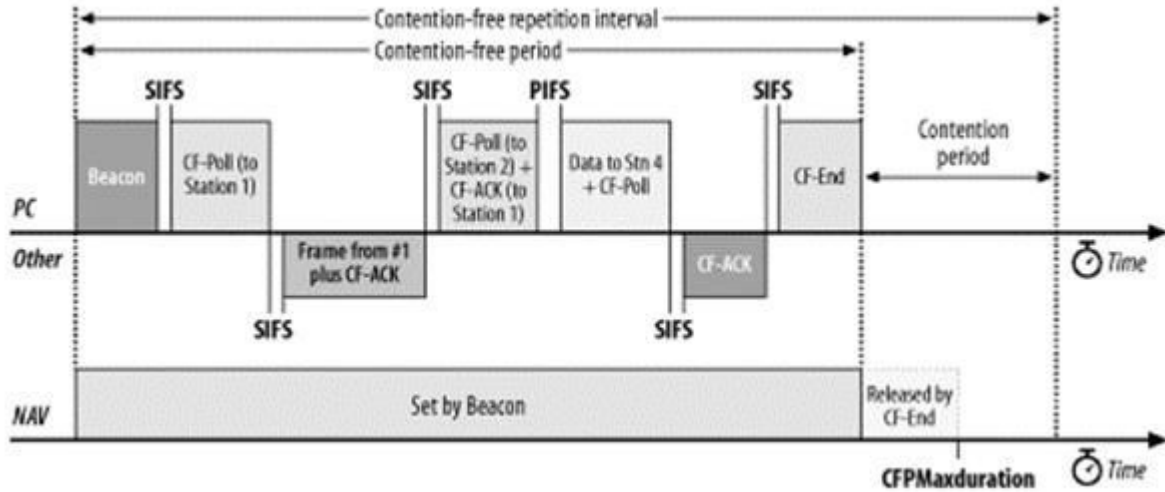 Contention-free repetition interval
Contention-free period
SIFS
SIFS
PIFS
SIFS
Beacon
CF-Poll (to
Station 1)
CF-Poll (to
Station 2) +
CF-ACK (to
Station 1)
Data to Stn 4
+ CF-Poll
CF-End
Contention
period
PC
Other
Frame from #1
plus CF-ACK
CF-ACK
Time
SIFS
SIFS
NAV
Set by Beacon
Released by
CF-End
Time
CFPMaxduration